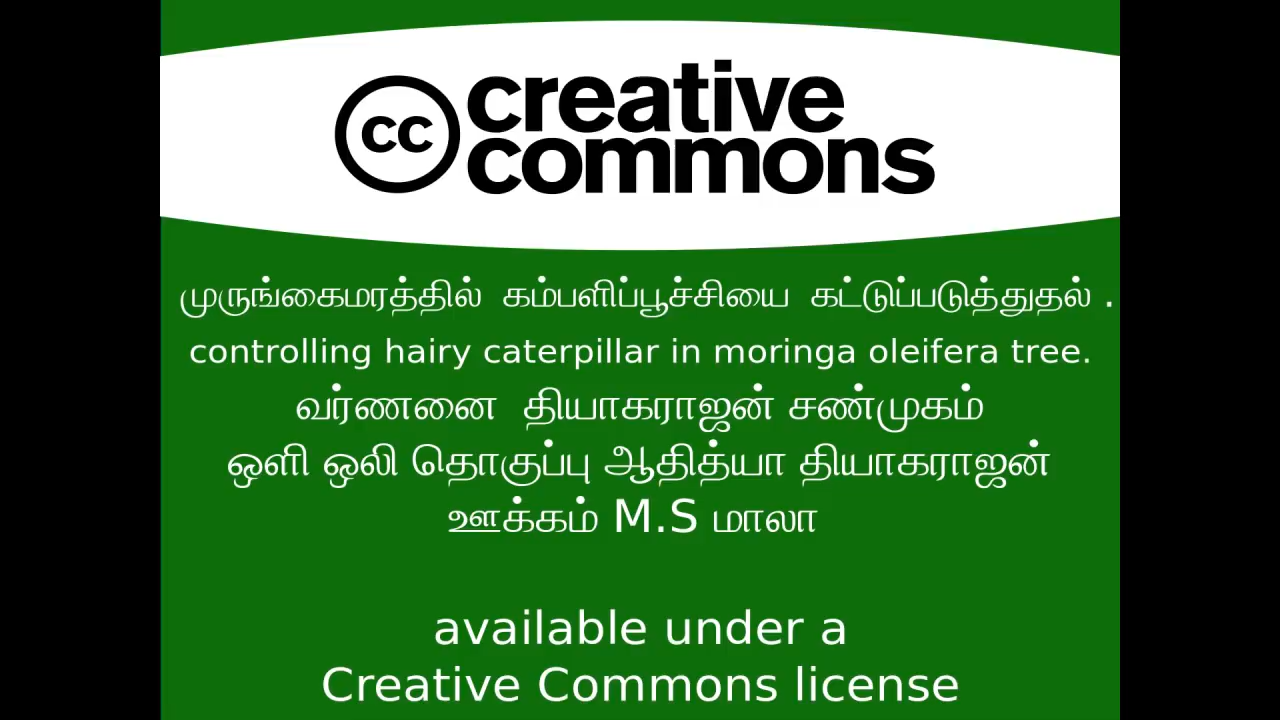 cc creative
commons
முருங்கைமரத்தில் கம்பளிப்பூச்சியை கட்டுப்படுத்துதல் .
controlling hairy caterpillar in moringa oleifera tree.
வர்ணனை தியாகராஜன் சண்முகம்
ஒளி ஒலி தொகுப்பு ஆதித்யா தியாகராஜன்
ஊக்கம் M.S மாலா
available under a
Creative Commons license